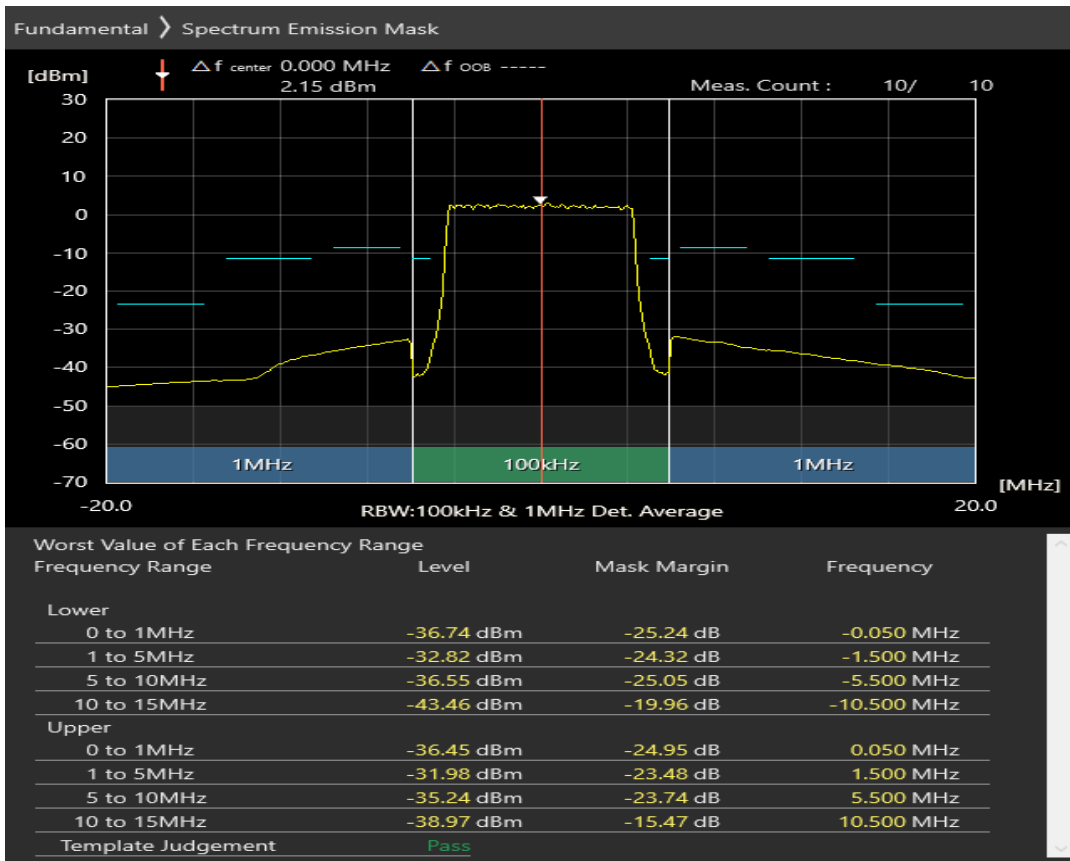 Fundamental ❯ Spectrum Emission Mask
[dBm] △f center 0.000 MHz △f OOB -----
2.15 dBm Meas. Count : 10/ 10
30
20
10
0
-10
-20
-30
-40
-50
-60
1MHz 100kHz 1MHz
-70 [MHz]
-20.0 RBW:100kHz & 1MHz Det. Average 20.0
Worst Value of Each Frequency Range
Frequency Range Level Mask Margin Frequency
Lower
0 to 1MHz -36.74 dBm -25.24 dB -0.050 MHz
1 to 5MHz -32.82 dBm -24.32 dB -1.500 MHz
5 to 10MHz -36.55 dBm -25.05 dB -5.500 MHz
10 to 15MHz -43.46 dBm -19.96 dB -10.500 MHz
Upper
0 to 1MHz -36.45 dBm -24.95 dB 0.050 MHz
1 to 5MHz -31.98 dBm -23.48 dB 1.500 MHz
5 to 10MHz -35.24 dBm -23.74 dB 5.500 MHz
10 to 15MHz -38.97 dBm -15.47 dB 10.500 MHz
Template Judgement Pass